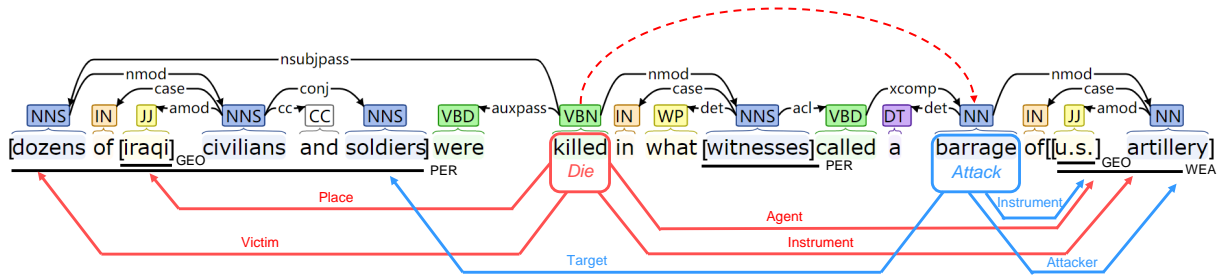 nsubjpass
nmod conj nmod xcomp nmod
case case case
amod cc auxpass det acl det amod
NNS IN JJ NNS CC NNS VBD VBN IN WP NNS VBD DT NN IN JJ NN
[dozens of [iraqi] civilians and soldiers] were killed in what [witnesses] called a barrage of [[u.s.] artillery]
GEO PER Die PER Attack GEO WEA
Place Instrument
Agent
Victim Instrument
Target Attacker